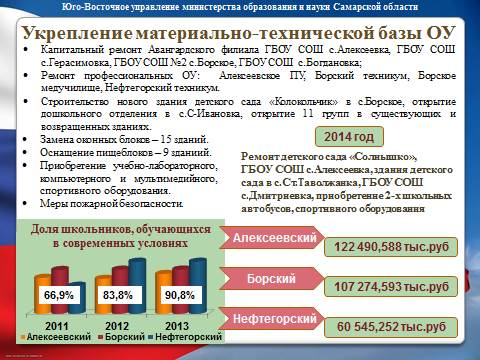 Юго-Восточное управление министерства образования и науки Самарской области
Укрепление материально-технической базы ОУ
• Капитальный ремонт Авангардского филиала ГБОУ СОШ с.Алексеевка, ГБОУ СОШ
с.Герасимовка, ГБОУ СОШ №2 с.Борское, ГБОУ СОШ с.Богдановка;
• Ремонт профессиональных ОУ: Алексеевское ПУ, Борский техникум, Борское
медучилище, Нефтегорский техникум.
• Строительство нового здания детского сада «Колокольчик» в с.Борское, открытие
дошкольного отделения в с.С-Ивановка, открытие 11 групп в существующих и
возвращенных зданиях.
• Замена оконных блоков – 15 зданий.
• Оснащение пищеблоков – 9 зданиий.
• Приобретение учебно-лабораторного,
компьютерного и мультимедийного,
спортивного оборудования.
• Меры пожарной безопасности.
2014 год
Ремонт детского сада «Солнышко»,
ГБОУ СОШ с.Алексеевка, здания детского
сада в с.Ст.Таволжанка, ГБОУ СОШ
с.Дмитриевка, приобретение 2-х школьных
автобусов, спортивного оборудования
Доля школьников, обучающихся
в современных условиях
66,9% 83,8% 90,8%
2011 2012 2013
Алексеевский Борский Нефтегорский
Алексеевский 122 490,588 тыс.руб
Борский 107 274,593 тыс.руб
Нефтегорский 60 545,252 тыс.руб